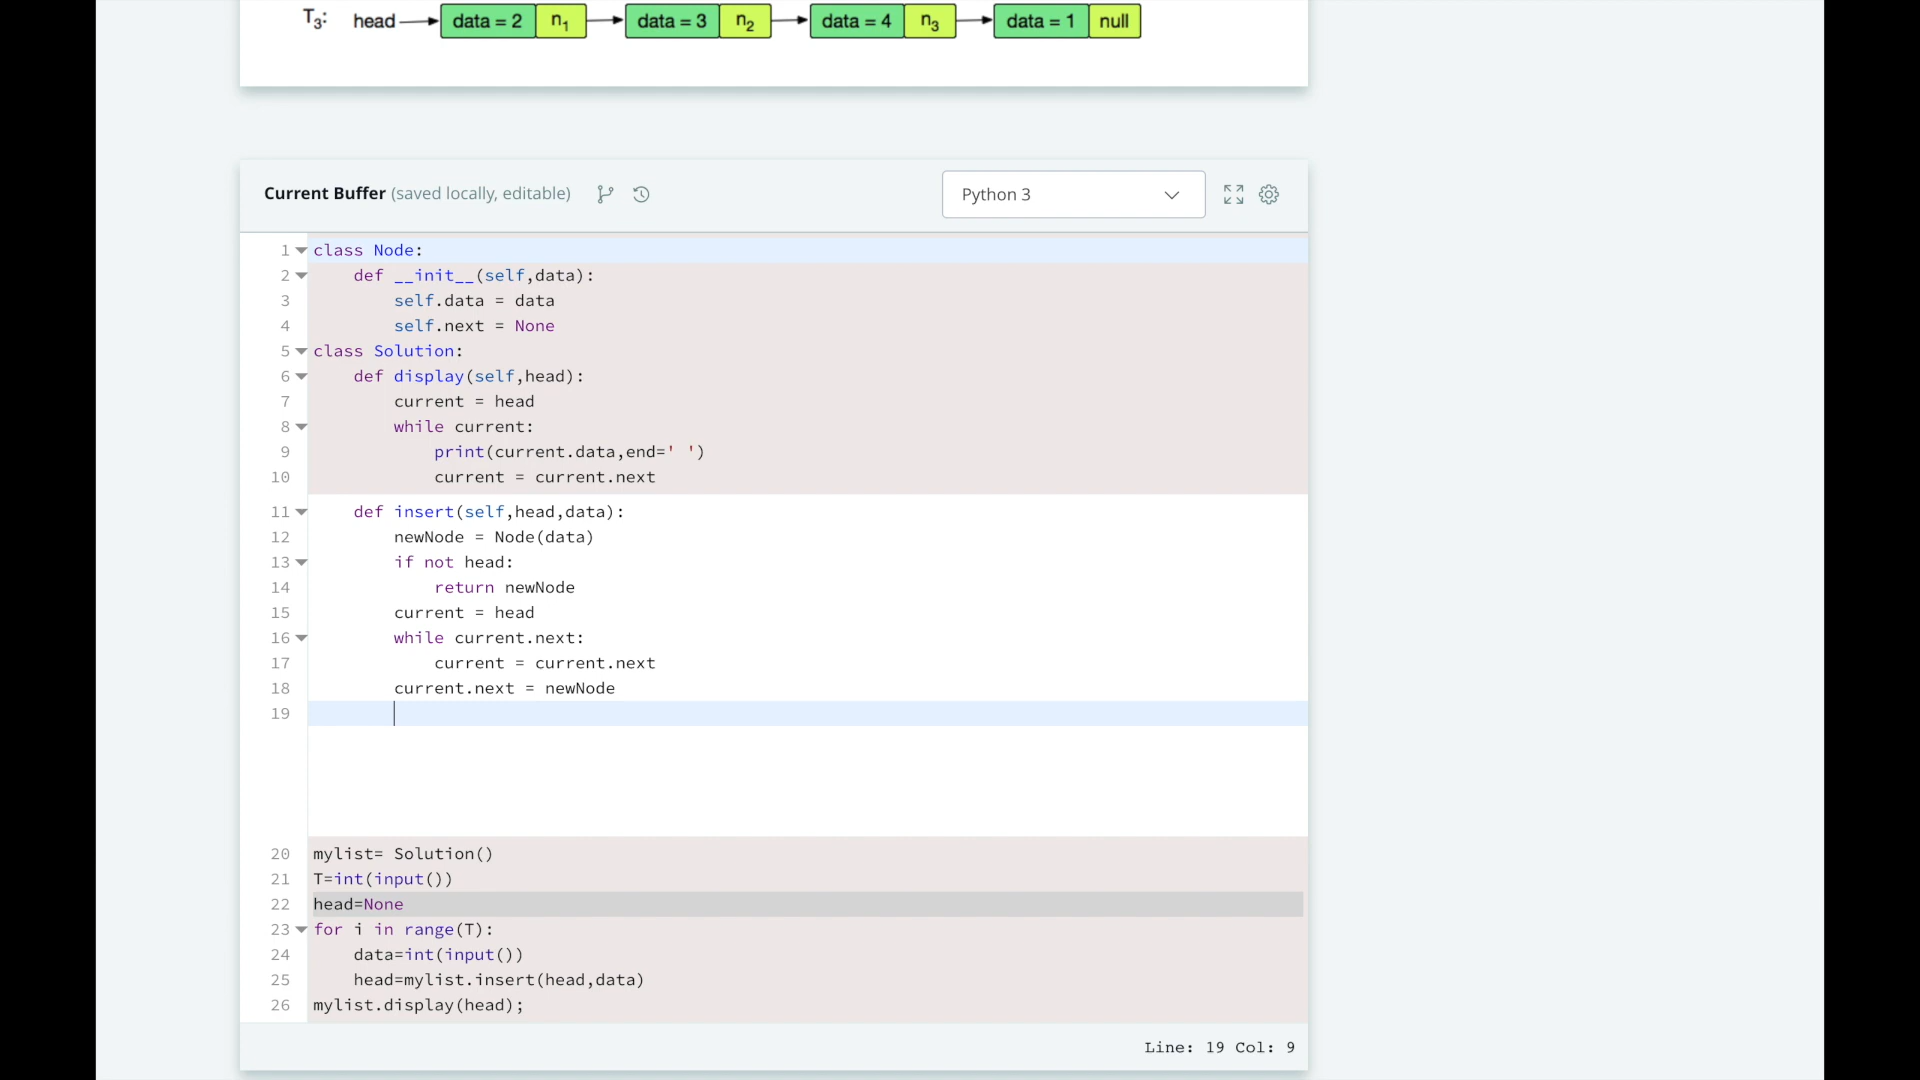 T3: head data = 2 n1 data = 3 n2 data = 4 n3 data = 1 null
Current Buffer (saved locally, editable) Python 3
1 class Node:
2     def __init__(self,data):
3         self.data = data
4         self.next = None
5 class Solution:
6     def display(self,head):
7         current = head
8         while current:
9             print(current.data,end=' ')
10             current = current.next
11     def insert(self,head,data):
12         newNode = Node(data)
13         if not head:
14             return newNode
15         current = head
16         while current.next:
17             current = current.next
18         current.next = newNode
19
20 mylist= Solution()
21 T=int(input())
22 head=None
23 for i in range(T):
24     data=int(input())
25     head=mylist.insert(head,data)
26 mylist.display(head);
Line: 19 Col: 9